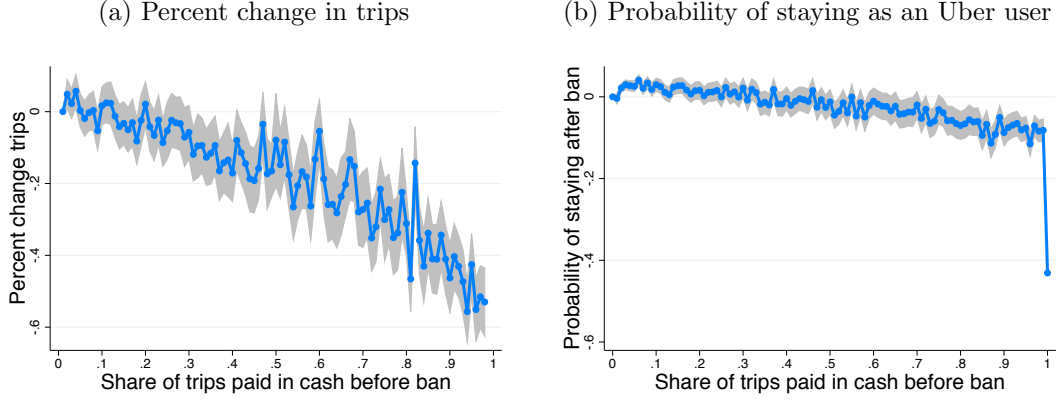 (a) Percent change in trips
Percent change trips
0
-.2
-.4
-.6
0 .1 .2 .3 .4 .5 .6 .7 .8 .9 1
Share of trips paid in cash before ban
(b) Probability of staying as an Uber user
Probability of staying after ban
0
-.2
-.4
-.6
0 .1 .2 .3 .4 .5 .6 .7 .8 .9 1
Share of trips paid in cash before ban